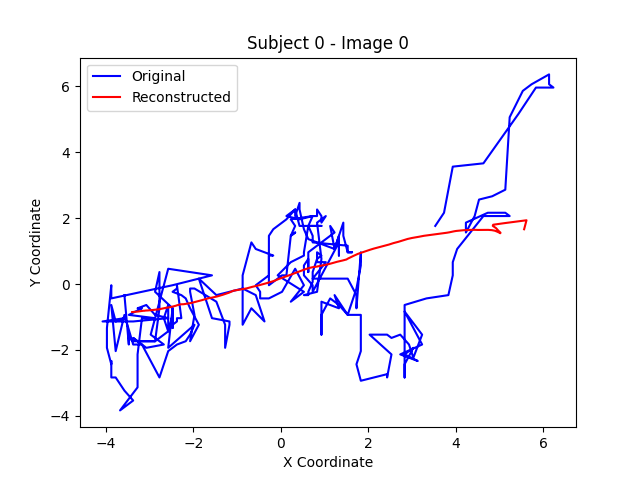 Subject 0 - Image 0
Original
Reconstructed
Y Coordinate
6
4
2
0
−2
−4
−4 −2 0 2 4 6
X Coordinate